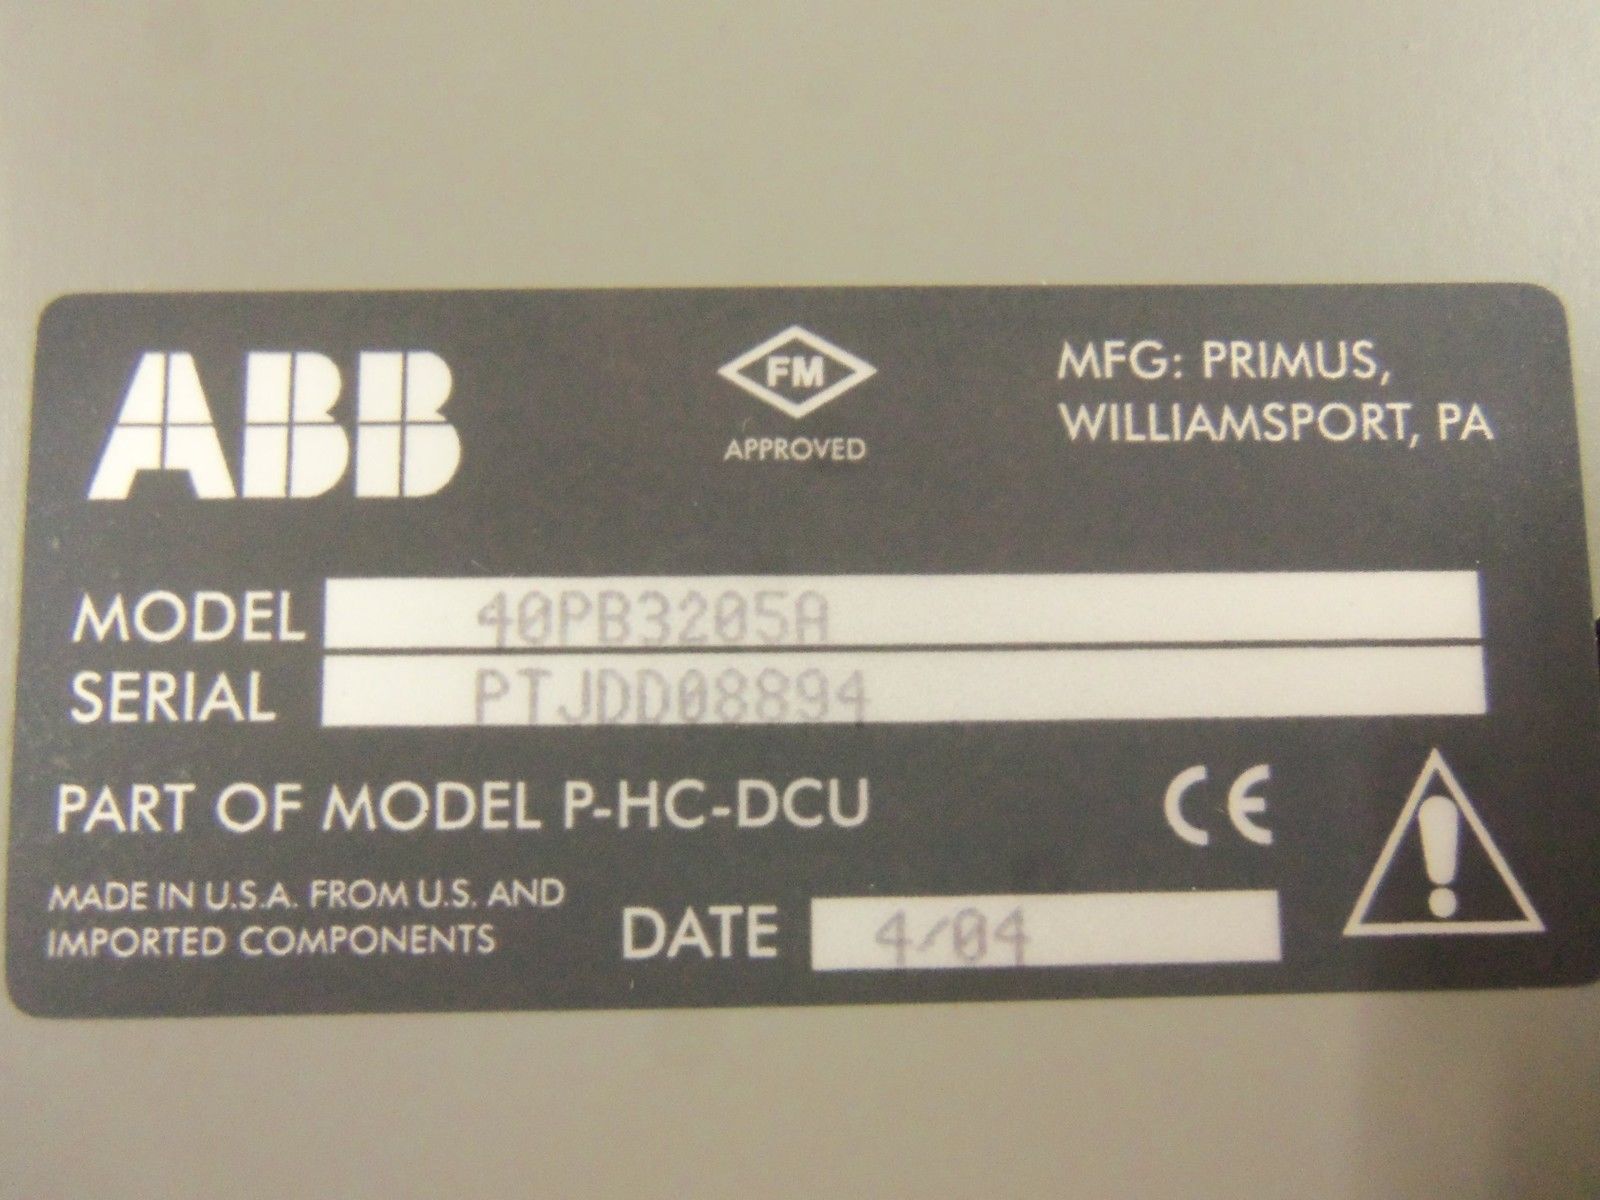 ABB
FM
APPROVED
MFG: PRIMUS,
WILLIAMSPORT, PA
MODEL 40PB3205A
SERIAL PTJDD08894
PART OF MODEL P-HC-DCU
CE
MADE IN U.S.A. FROM U.S. AND
IMPORTED COMPONENTS
DATE 4/04
!